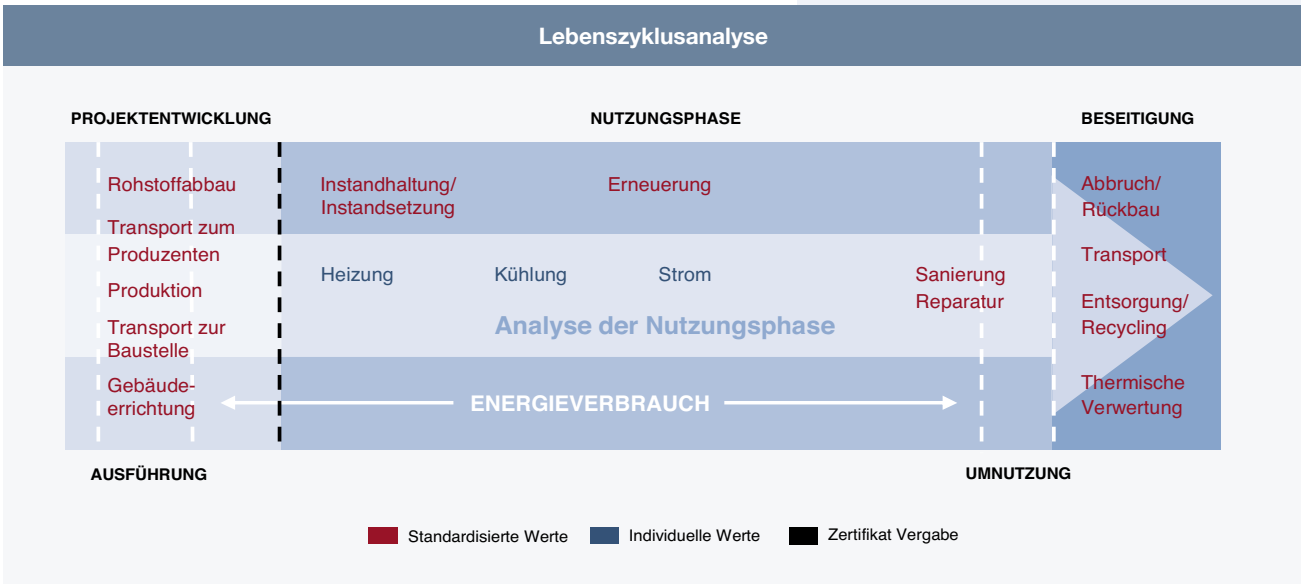 Lebenszyklusanalyse
PROJEKTENTWICKLUNG
NUTZUNGSPHASE
BESEITIGUNG
Rohstoffabbau
Transport zum
Produzenten
Produktion
Transport zur
Baustelle
Gebäude-
errichtung
Instandhaltung/
Instandsetzung
Erneuerung
Heizung
Kühlung
Strom
Sanierung
Reparatur
Analyse der Nutzungsphase
ENERGIEVERBRAUCH
Abbruch/
Rückbau
Transport
Entsorgung/
Recycling
Thermische
Verwertung
AUSFÜHRUNG
UMNUTZUNG
Standardisierte Werte
Individuelle Werte
Zertifikat Vergabe